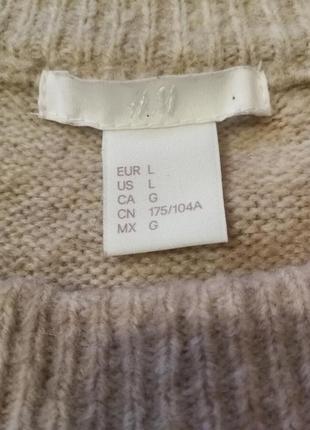 H&M
EUR L
US L
CA G
CN 175/104A
MX G